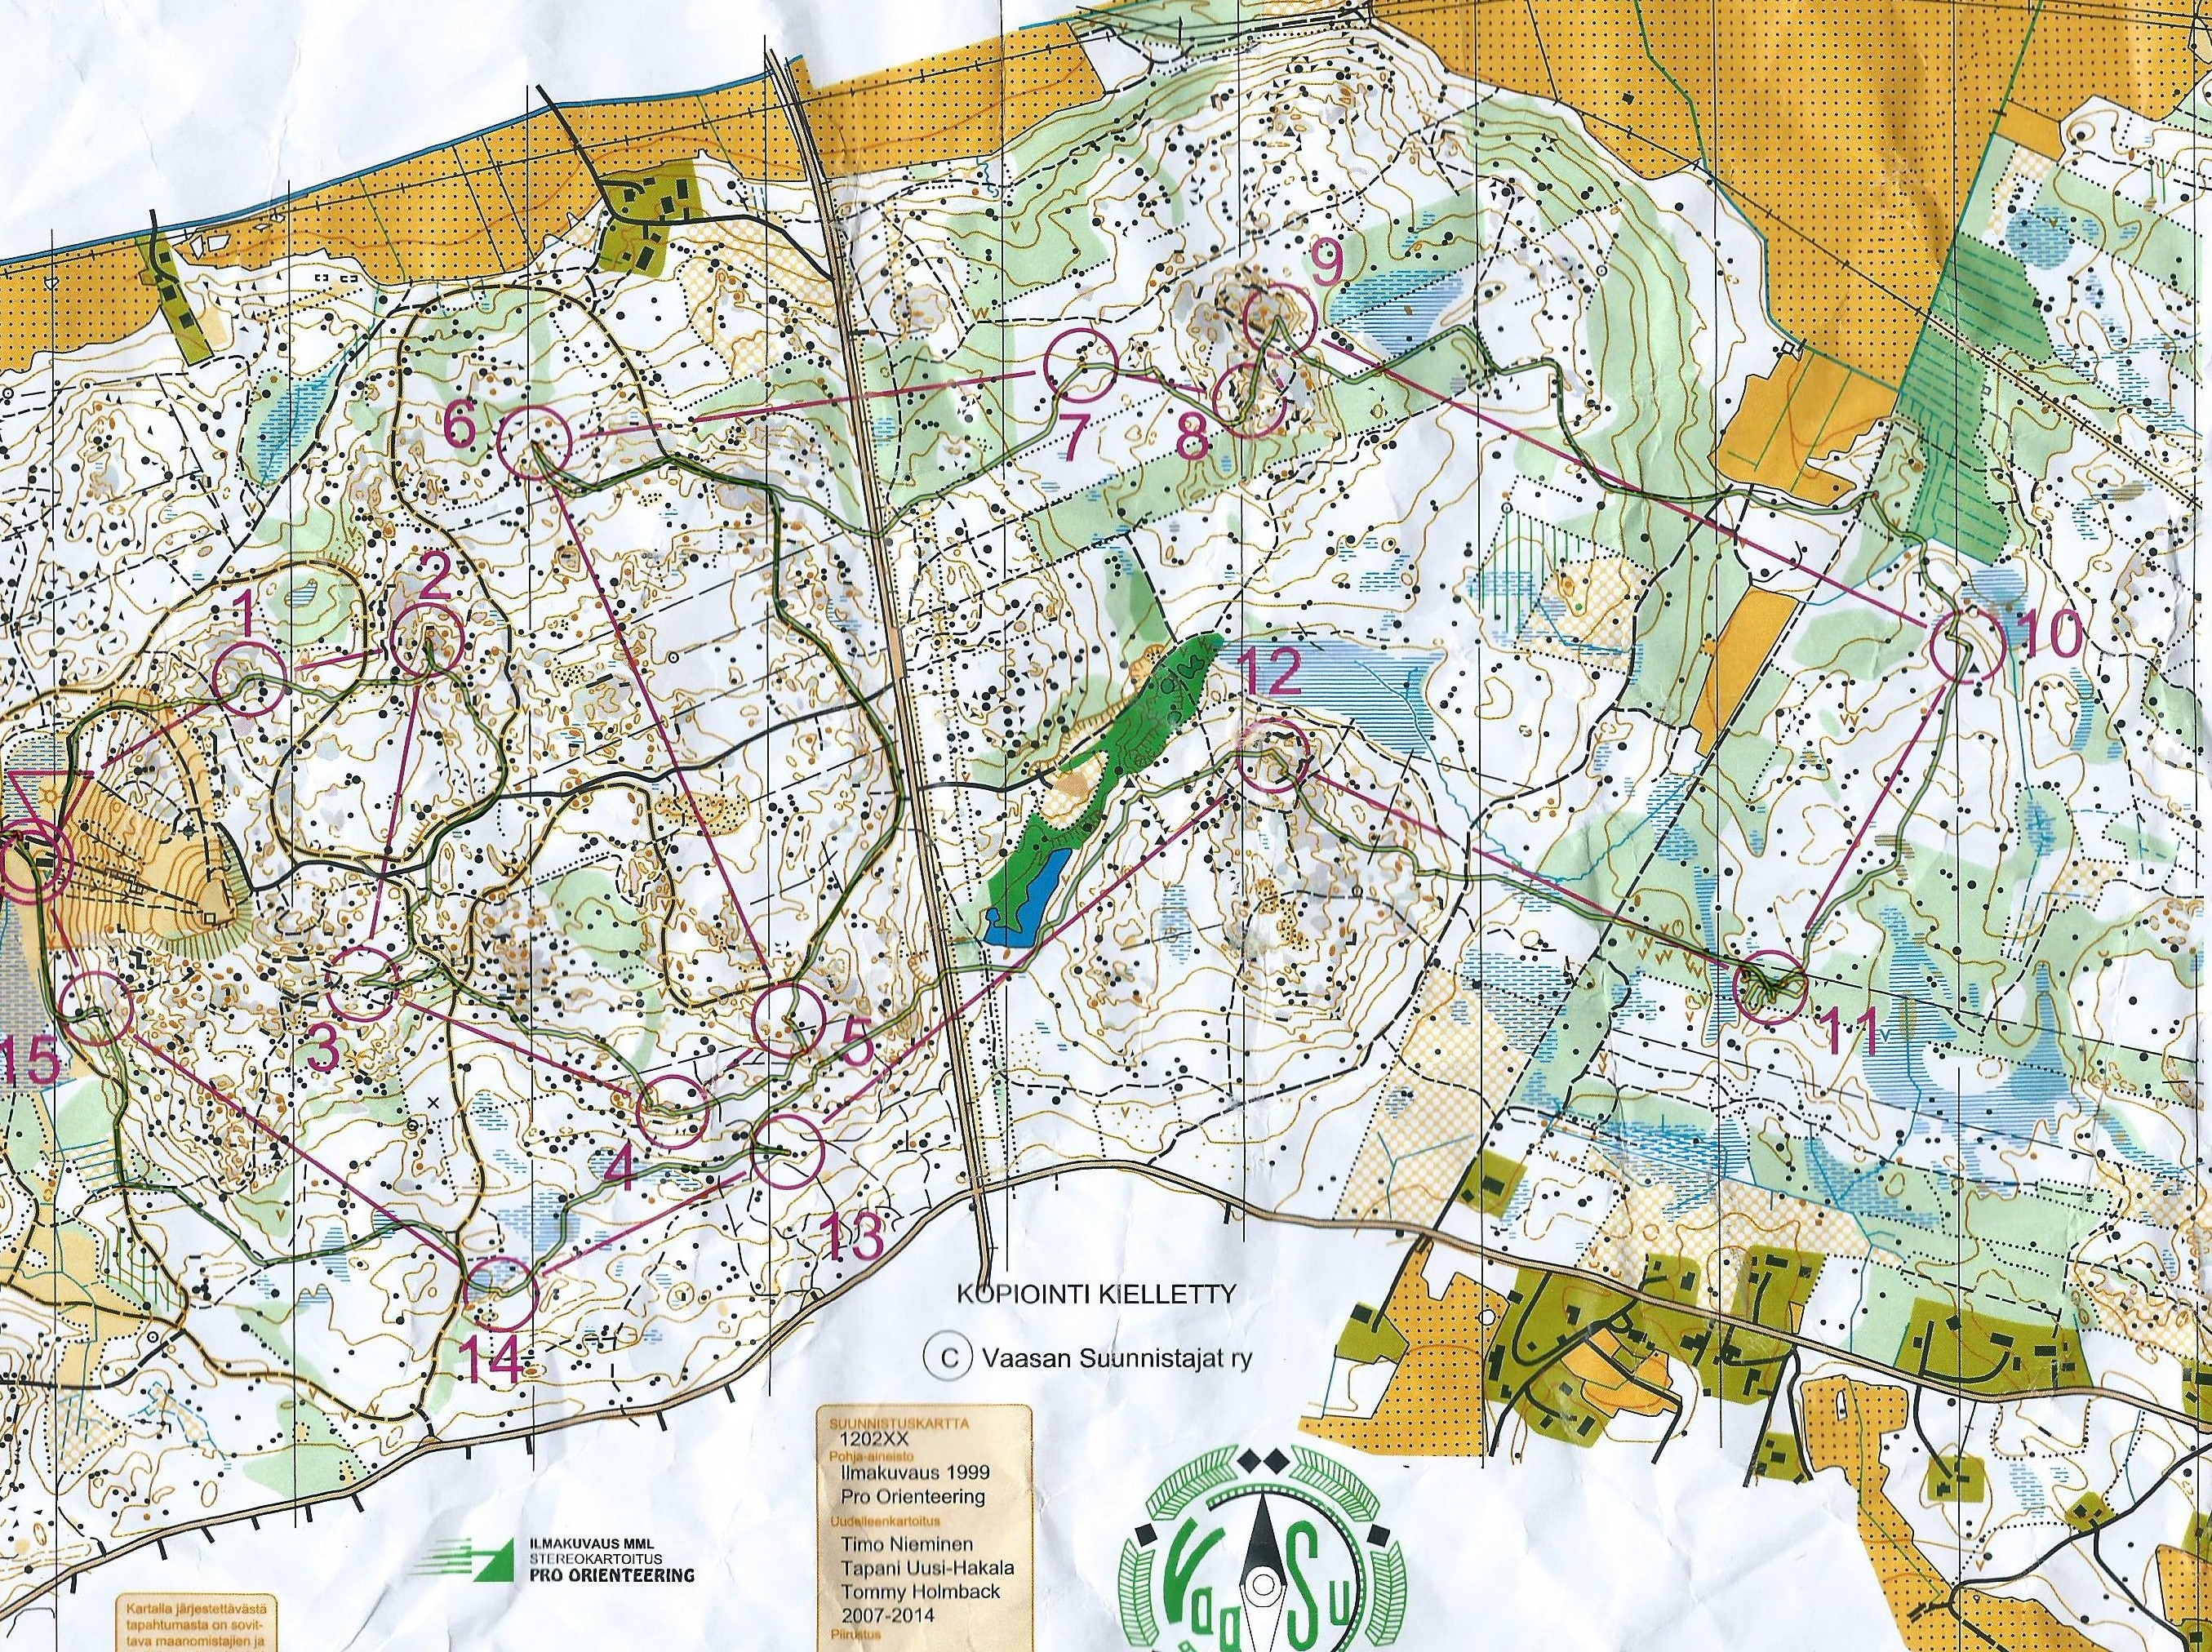 9
6
7
8
2
1
10
12
3
5
11
15
4
13
14
KOPIOINTI KIELLETTY
C Vaasan Suunnistajat ry
SUUNNISTUSKARTTA
1202XX
Pohja-aineisto
Ilmakuvaus 1999
Pro Orienteering
Uudelleenkartoitus
Timo Nieminen
Tapani Uusi-Hakala
Tommy Holmback
2007-2014
Piirustus
ILMAKUVAUS MML
STEREOKARTOITUS
PRO ORIENTEERING
Kartalla järjestettävästä
tapahtumasta on sovit-
tava maanomistajien ja
VaaSu